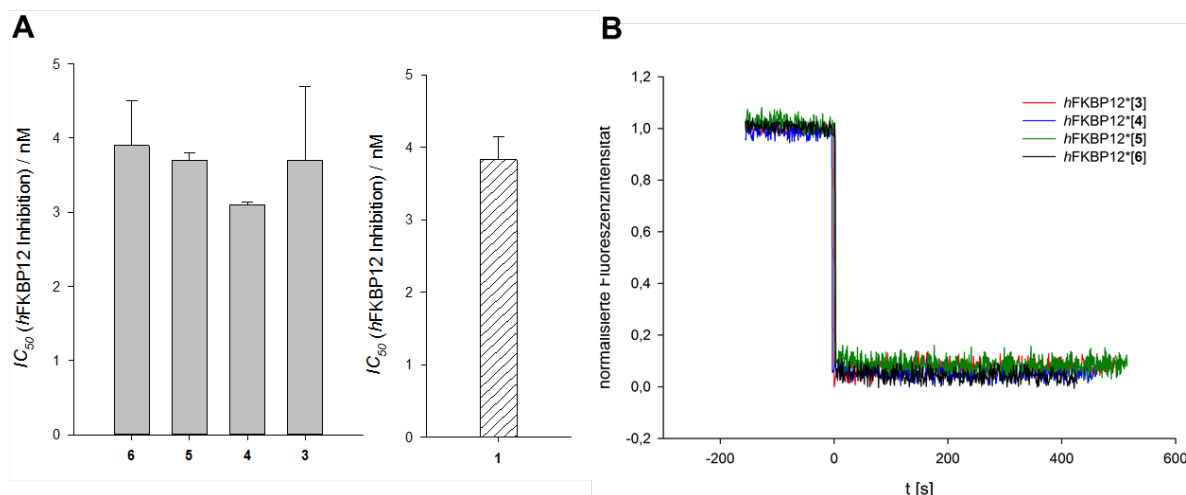 A
IC50 (hFKBP12 Inhibition) / nM
5
4
3
2
1
0
6 5 4 3
IC50 (hFKBP12 Inhibition) / nM
5
4
3
2
1
0
1
B
normalisierte Fluoreszenzintensität
1,2
1,0
0,8
0,6
0,4
0,2
0,0
-0,2
-200 0 200 400 600
t [s]
hFKBP12*[3]
hFKBP12*[4]
hFKBP12*[5]
hFKBP12*[6]